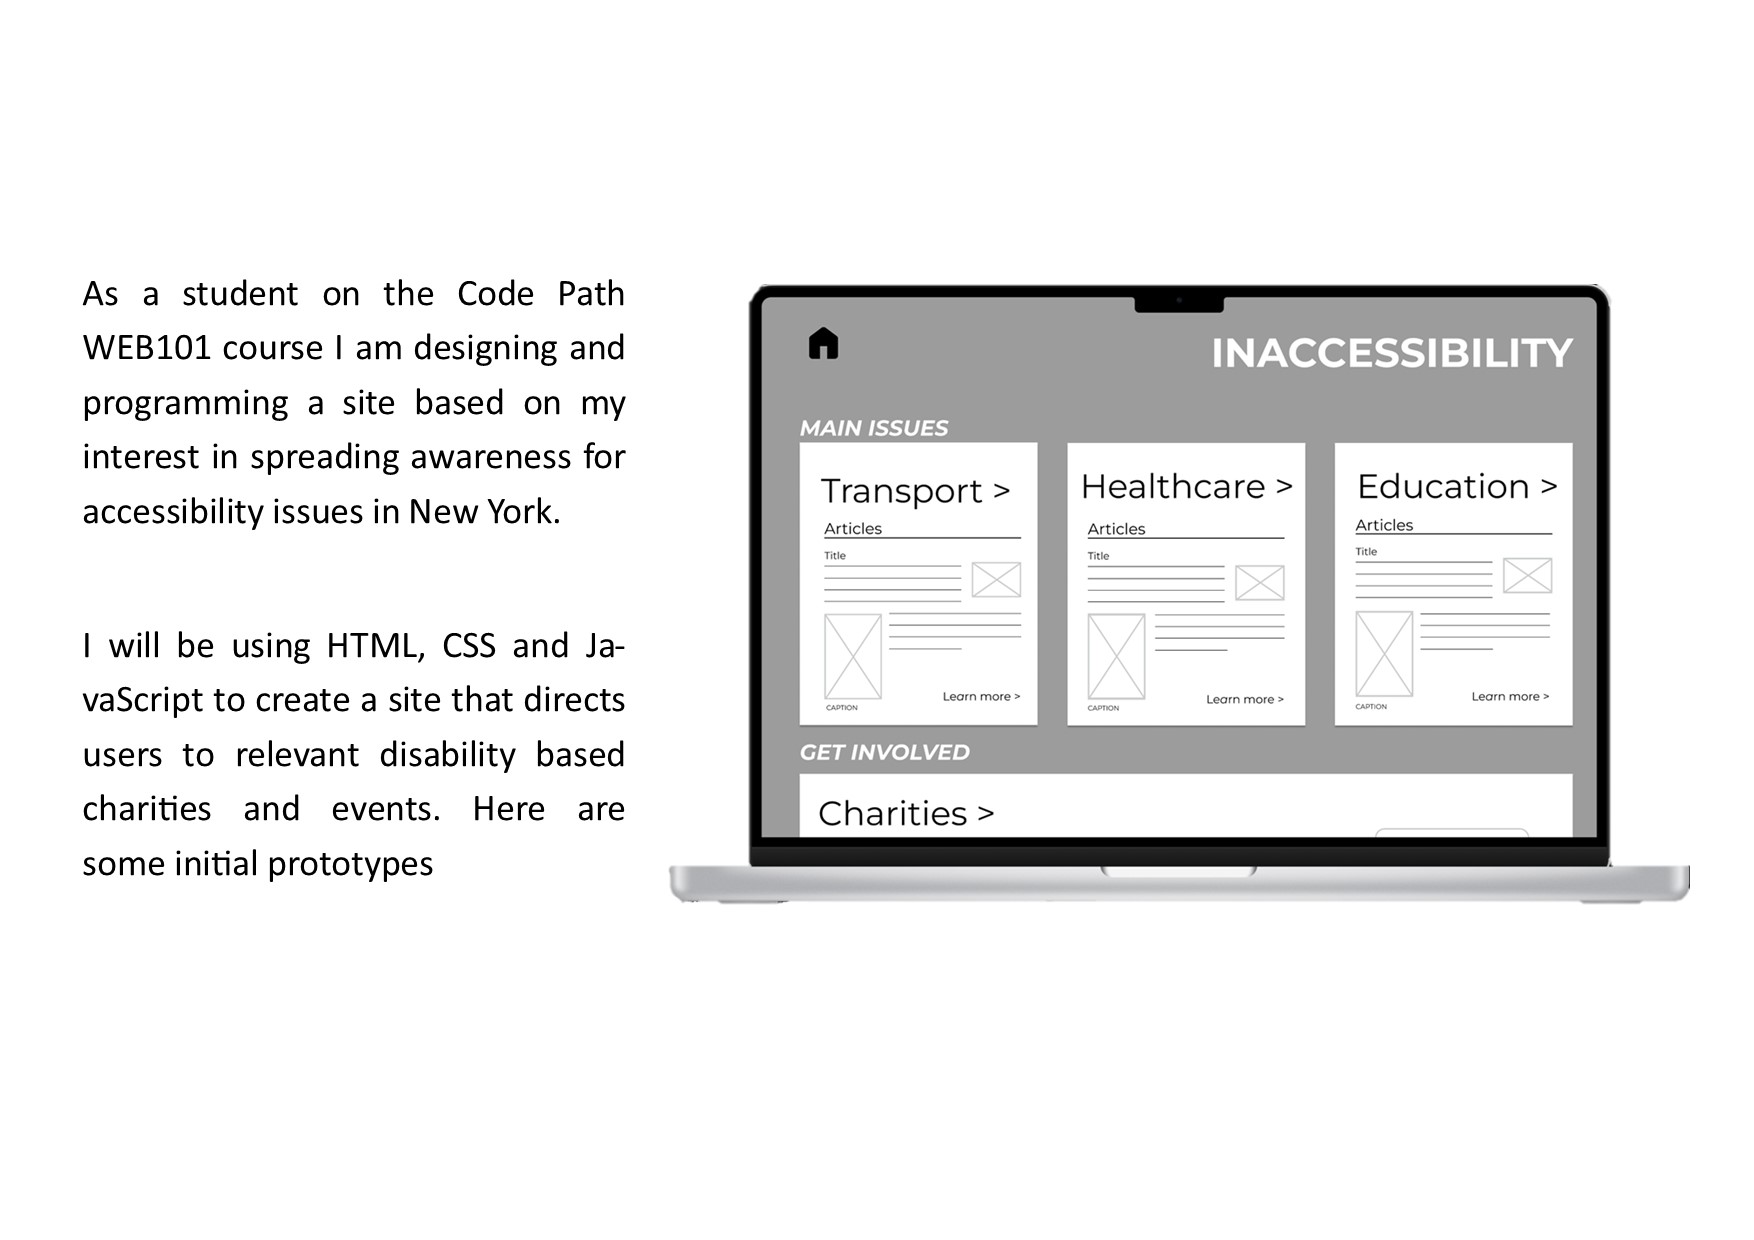 As a student on the Code Path
WEB101 course I am designing and
programming a site based on my
interest in spreading awareness for
accessibility issues in New York.
I will be using HTML, CSS and Ja-
vaScript to create a site that directs
users to relevant disability based
charities and events. Here are
some initial prototypes
INACCESSIBILITY
MAIN ISSUES
Transport >
Articles
Title
Learn more >
CAPTION
Healthcare >
Articles
Title
Learn more >
CAPTION
Education >
Articles
Title
Learn more >
CAPTION
GET INVOLVED
Charities >